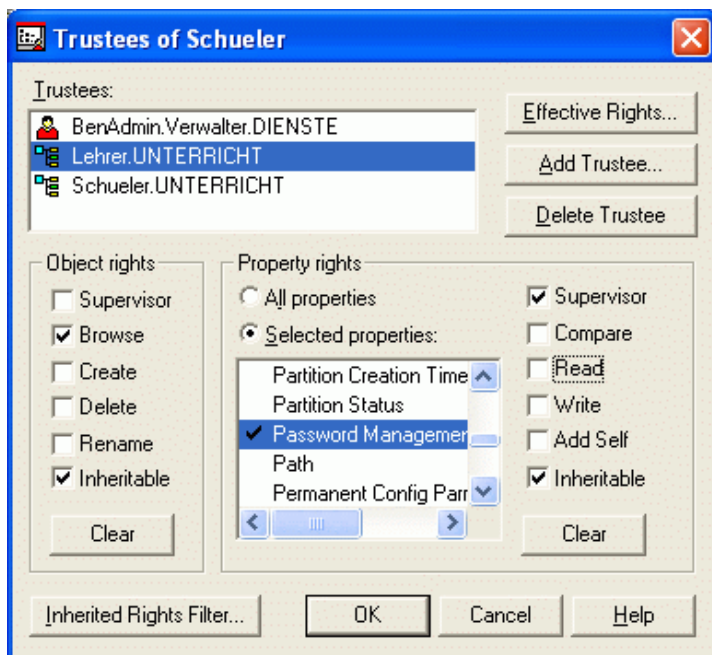 Trustees of Schueler
Trustees:
BenAdmin.Verwalter.DIENSTE
Lehrer.UNTERRICHT
Schueler.UNTERRICHT
Effective Rights...
Add Trustee...
Delete Trustee
Object rights
Supervisor
Browse
Create
Delete
Rename
Inheritable
Clear
Property rights
All properties
Selected properties:
Partition Creation Time
Partition Status
Password Managemen
Path
Permanent Config Parr
Supervisor
Compare
Read
Write
Add Self
Inheritable
Clear
Inherited Rights Filter...
OK
Cancel
Help